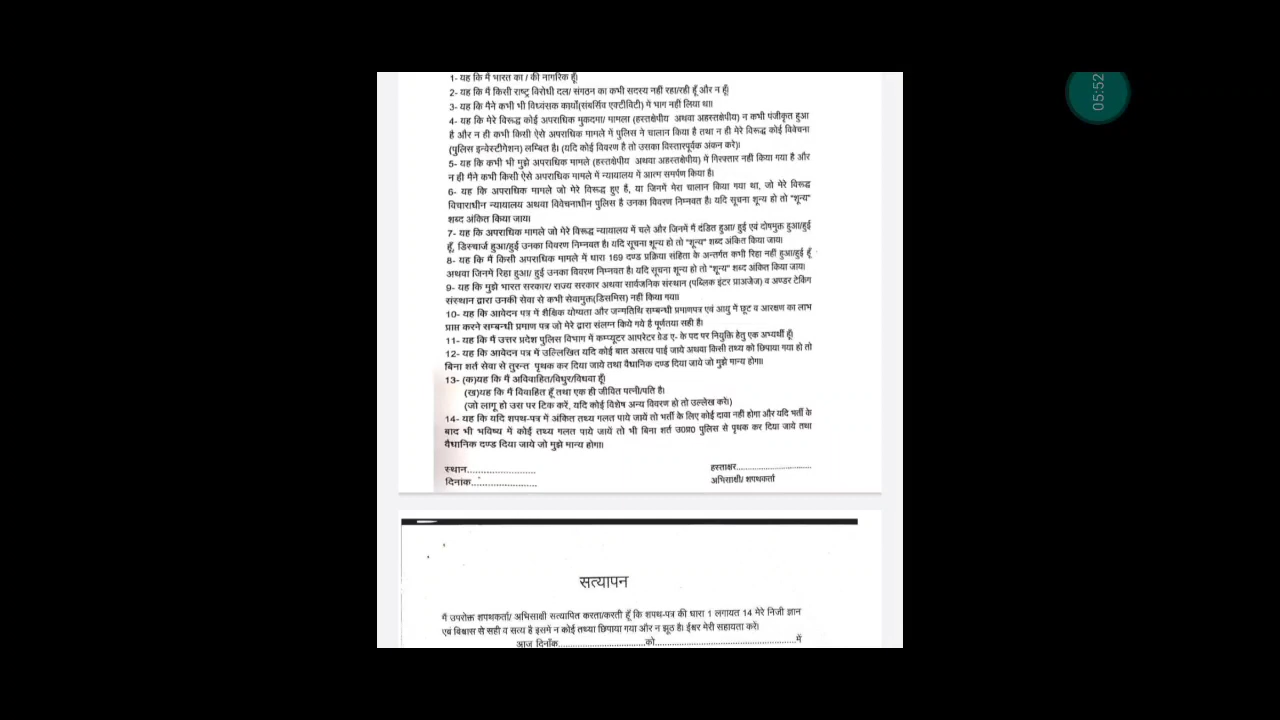 1- यह कि मैं भारत का / की नागरिक हूँ।
2- यह कि मैं किसी राष्ट्र विरोधी दल/ संगठन का कभी सदस्य नहीं रहा/रही हूँ और न हूँ।
3- यह कि मैने कभी भी विध्वंसक कार्यो(संबर्शिव एक्टीविटी) में भाग नहीं लिया था।
4- यह कि मेरे विरूद्ध कोई अपराधिक मुकदमा/ मामला (हस्तक्षेपीय अथवा अहस्तक्षेपीय) न कभी पंजीकृत हुआ
है और न ही कभी किसी ऐसे अपराधिक मामले में पुलिस ने चालान किया है तथा न ही मेरे विरूद्ध कोई विवेचना
(पुलिस इन्वेस्टीगेशन) लम्बित है। (यदि कोई विवरण है तो उसका विस्तारपूर्वक अंकन करे)।
5- यह कि कभी भी मुझे अपराधिक मामले (हस्तक्षेपीय अथवा अहस्तक्षेपीय) में गिरफ्तार नहीं किया गया है और
न ही मैने कभी किसी ऐसे अपराधिक मामले में न्यायालय में आत्म समर्पण किया है।
6- यह कि अपराधिक मामले जो मेरे विरूद्ध हुए है, या जिनमें मेरा चालान किया गया था, जो मेरे विरूद्ध
विचाराधीन न्यायालय अथवा विवेचनाधीन पुलिस है उनका विवरण निम्नवत है। यदि सूचना शून्य हो तो "शून्य"
शब्द अंकित किया जाय।
7- यह कि अपराधिक मामले जो मेरे विरूद्ध न्यायालय में चले और जिनमें मैं दंडित हुआ/ हुई एवं दोषमुक्त हुआ/हुई
हूँ, डिस्चार्ज हुआ/हुई उनका विवरण निम्नवत है। यदि सूचना शून्य हो तो "शून्य" शब्द अंकित किया जाय।
8- यह कि मैं किसी अपराधिक मामले में धारा 169 दण्ड प्रक्रिया संहिता के अन्तर्गत कभी रिहा नहीं हुआ/हुई हूँ
अथवा जिनमें रिहा हुआ/ हुई उनका विवरण निम्नवत है। यदि सूचना शून्य हो तो "शून्य" शब्द अंकित किया जाय।
9- यह कि मुझे भारत सरकार/ राज्य सरकार अथवा सार्वजनिक संस्थान (पब्लिक इंटर प्राअजेज) व अण्डर टेकिंग
संस्थान द्वारा उनकी सेवा से कभी सेवामुक्त(डिसमिस) नहीं किया गया।
10- यह कि आवेदन पत्र में शैक्षिक योग्यता और जन्मतिथि सम्बन्धी प्रमाणपत्र एवं आयु में छूट व आरक्षण का लाभ
प्राप्त करने सम्बन्धी प्रमाण पत्र जो मेरे द्वारा संलग्न किये गये है पूर्णतया सही है।
11- यह कि मैं उत्तर प्रदेश पुलिस विभाग में कम्प्यूटर आपरेटर ग्रेड ए- के पद पर नियुक्ति हेतु एक अभ्यर्थी हूँ।
12- यह कि आवेदन पत्र में उल्लिखित यदि कोई बात असत्य पाई जाये अथवा किसी तथ्य को छिपाया गया हो तो
बिना शर्त सेवा से तुरन्त पृथक कर दिया जाये तथा वैधानिक दण्ड दिया जाये जो मुझे मान्य होगा।
13- (क)यह कि मैं अविवाहित/विधुर/विधवा हूँ।
(ख)यह कि मैं विवाहित हूँ तथा एक ही जीवित पत्नी/पति है।
(जो लागू हो उस पर टिक करें, यदि कोई विशेष अन्य विवरण हो तो उल्लेख करें।)
14- यह कि यदि शपथ-पत्र में अंकित तथ्य गलत पाये जायें तो भर्ती के लिए कोई दावा नहीं होगा और यदि भर्ती के
बाद भी भविष्य में कोई तथ्य गलत पाये जायें तो भी बिना शर्त उ0प्र0 पुलिस से पृथक कर दिया जाये तथा
वैधानिक दण्ड दिया जाये जो मुझे मान्य होगा।
स्थान........................ हस्ताक्षर..........................
दिनांक....................... अभिसाक्षी/ शपथकर्ता
सत्यापन
मैं उपरोक्त शपथकर्ता/ अभिसाक्षी सत्यापित करता/करती हूँ कि शपथ-पत्र की धारा 1 लगायत 14 मेरे निजी ज्ञान
एवं विश्वास से सही व सत्य है इसमें न कोई तथ्या छिपाया गया और न झूठ है। ईश्वर मेरी सहायता करें।
आज दिनाँक.............................को................................................में
05:52